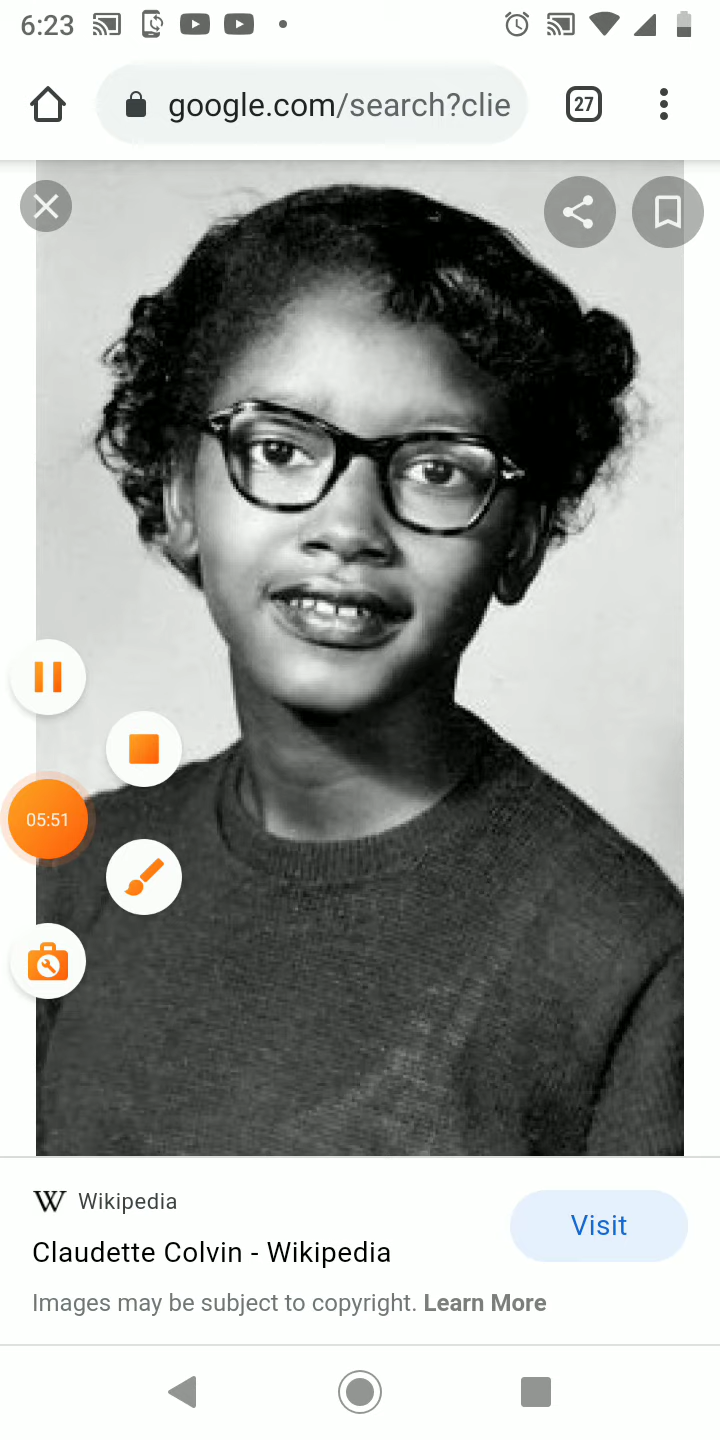 6:23
google.com/search?clie
27
05:51
W Wikipedia
Visit
Claudette Colvin - Wikipedia
Images may be subject to copyright. Learn More